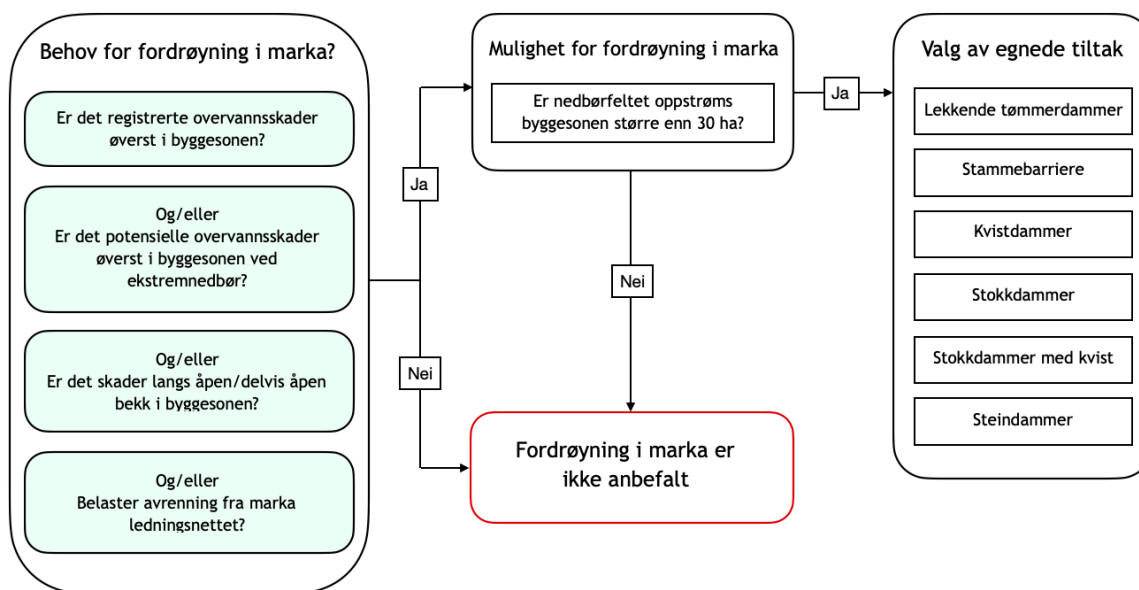 Behov for fordrøyning i marka?
Er det registrerte overvannsskader
øverst i byggesonen?
Og/eller
Er det potensielle overvannsskader
øverst i byggesonen ved
ekstremnedbør?
Og/eller
Er det skader langs åpen/delvis åpen
bekk i byggesonen?
Og/eller
Belaster avrenning fra marka
ledningsnettet?
Ja
Nei
Mulighet for fordrøyning i marka
Er nedbørfeltet oppstrøms
byggesonen større enn 30 ha?
Ja
Nei
Fordrøyning i marka er
ikke anbefalt
Valg av egnede tiltak
Lekkende tømmerdammer
Stammebarriere
Kvistdammer
Stokkdammer
Stokkdammer med kvist
Steindammer